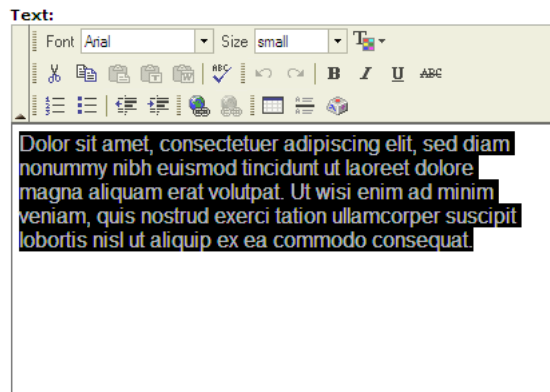 Text:
Font Arial Size small T
ABC B I U ABC
Dolor sit amet, consectetuer adipiscing elit, sed diam
nonummy nibh euismod tincidunt ut laoreet dolore
magna aliquam erat volutpat. Ut wisi enim ad minim
veniam, quis nostrud exerci tation ullamcorper suscipit
lobortis nisl ut aliquip ex ea commodo consequat.